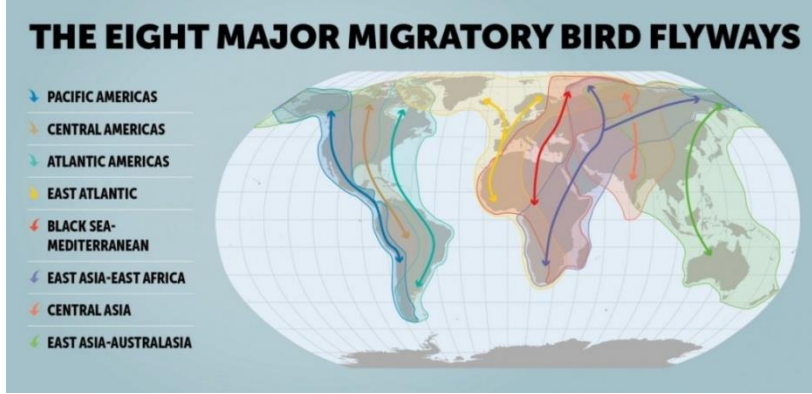 THE EIGHT MAJOR MIGRATORY BIRD FLYWAYS
PACIFIC AMERICAS
CENTRAL AMERICAS
ATLANTIC AMERICAS
EAST ATLANTIC
BLACK SEA-
MEDITERRANEAN
EAST ASIA-EAST AFRICA
CENTRAL ASIA
EAST ASIA-AUSTRALASIA